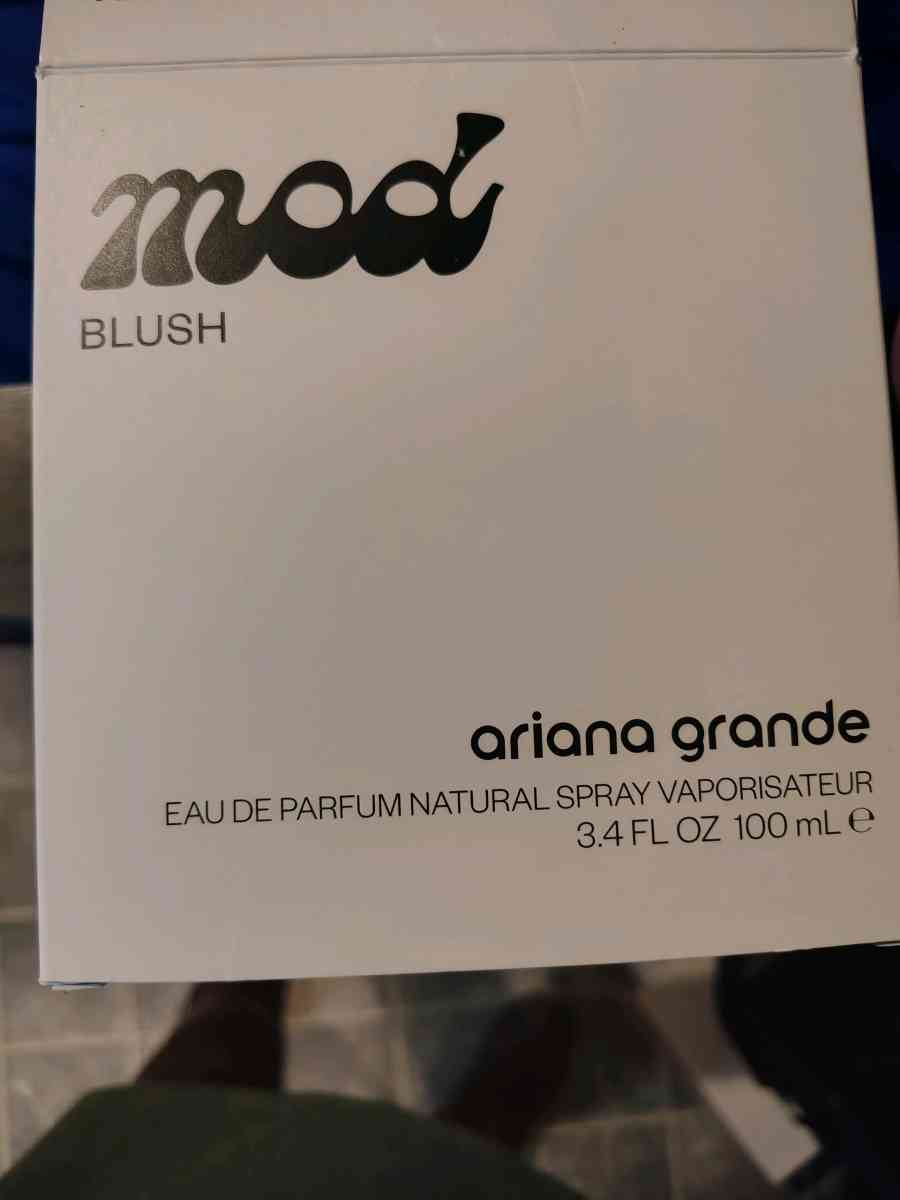 mod
BLUSH
ariana grande
EAU DE PARFUM NATURAL SPRAY VAPORISATEUR
3.4 FL OZ 100 mL ℮